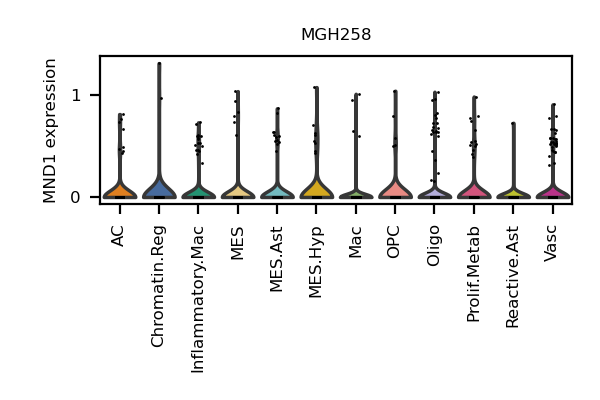 MGH258
MND1 expression
1
0
AC
Chromatin.Reg
Inflammatory.Mac
MES
MES.Ast
MES.Hyp
Mac
OPC
Oligo
Prolif.Metab
Reactive.Ast
Vasc